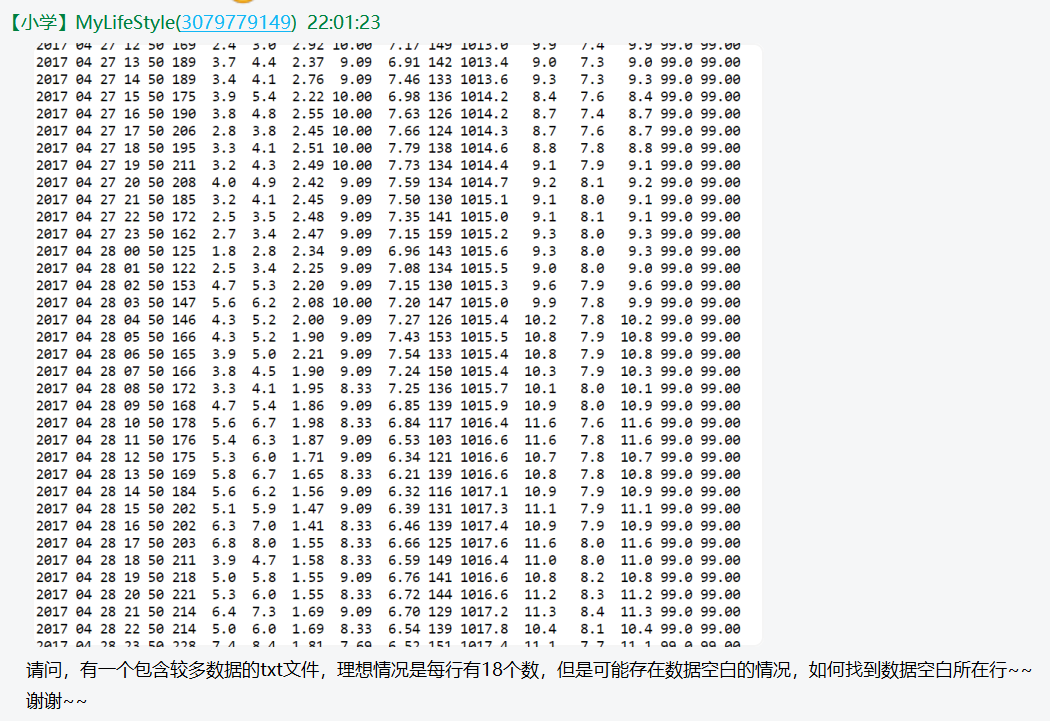 【小学】MyLifeStyle(3079779149) 22:01:23
2017 04 27 12 50 169 2.4 3.0 2.92 10.00 7.17 149 1013.0 9.9 7.4 9.9 99.0 99.00
2017 04 27 13 50 189 3.7 4.4 2.37 9.09 6.91 142 1013.4 9.0 7.3 9.0 99.0 99.00
2017 04 27 14 50 189 3.4 4.1 2.76 9.09 7.46 133 1013.6 9.3 7.3 9.3 99.0 99.00
2017 04 27 15 50 175 3.9 5.4 2.22 10.00 6.98 136 1014.2 8.4 7.6 8.4 99.0 99.00
2017 04 27 16 50 190 3.8 4.8 2.55 10.00 7.63 126 1014.2 8.7 7.4 8.7 99.0 99.00
2017 04 27 17 50 206 2.8 3.8 2.45 10.00 7.66 124 1014.3 8.7 7.6 8.7 99.0 99.00
2017 04 27 18 50 195 3.3 4.1 2.51 10.00 7.79 138 1014.6 8.8 7.8 8.8 99.0 99.00
2017 04 27 19 50 211 3.2 4.3 2.49 10.00 7.73 134 1014.4 9.1 7.9 9.1 99.0 99.00
2017 04 27 20 50 208 4.0 4.9 2.42 9.09 7.59 134 1014.7 9.2 8.1 9.2 99.0 99.00
2017 04 27 21 50 185 3.2 4.1 2.45 9.09 7.50 130 1015.1 9.1 8.0 9.1 99.0 99.00
2017 04 27 22 50 172 2.5 3.5 2.48 9.09 7.35 141 1015.0 9.1 8.1 9.1 99.0 99.00
2017 04 27 23 50 162 2.7 3.4 2.47 9.09 7.15 159 1015.2 9.3 8.0 9.3 99.0 99.00
2017 04 28 00 50 125 1.8 2.8 2.34 9.09 6.96 143 1015.6 9.3 8.0 9.3 99.0 99.00
2017 04 28 01 50 122 2.5 3.4 2.25 9.09 7.08 134 1015.5 9.0 8.0 9.0 99.0 99.00
2017 04 28 02 50 153 4.7 5.3 2.20 9.09 7.15 130 1015.3 9.6 7.9 9.6 99.0 99.00
2017 04 28 03 50 147 5.6 6.2 2.08 10.00 7.20 147 1015.0 9.9 7.8 9.9 99.0 99.00
2017 04 28 04 50 146 4.3 5.2 2.00 9.09 7.27 126 1015.4 10.2 7.8 10.2 99.0 99.00
2017 04 28 05 50 166 4.3 5.2 1.90 9.09 7.43 153 1015.5 10.8 7.9 10.8 99.0 99.00
2017 04 28 06 50 165 3.9 5.0 2.21 9.09 7.54 133 1015.4 10.8 7.9 10.8 99.0 99.00
2017 04 28 07 50 166 3.8 4.5 1.90 9.09 7.24 150 1015.4 10.3 7.9 10.3 99.0 99.00
2017 04 28 08 50 172 3.3 4.1 1.95 8.33 7.25 136 1015.7 10.1 8.0 10.1 99.0 99.00
2017 04 28 09 50 168 4.7 5.4 1.86 9.09 6.85 139 1015.9 10.9 8.0 10.9 99.0 99.00
2017 04 28 10 50 178 5.6 6.7 1.98 8.33 6.84 117 1016.4 11.6 7.6 11.6 99.0 99.00
2017 04 28 11 50 176 5.4 6.3 1.87 9.09 6.53 103 1016.6 11.6 7.8 11.6 99.0 99.00
2017 04 28 12 50 175 5.3 6.0 1.71 9.09 6.34 121 1016.6 10.7 7.8 10.7 99.0 99.00
2017 04 28 13 50 169 5.8 6.7 1.65 8.33 6.21 139 1016.6 10.8 7.8 10.8 99.0 99.00
2017 04 28 14 50 184 5.6 6.2 1.56 9.09 6.32 116 1017.1 10.9 7.9 10.9 99.0 99.00
2017 04 28 15 50 202 5.1 5.9 1.47 9.09 6.39 131 1017.3 11.1 7.9 11.1 99.0 99.00
2017 04 28 16 50 202 6.3 7.0 1.41 8.33 6.46 139 1017.4 10.9 7.9 10.9 99.0 99.00
2017 04 28 17 50 203 6.8 8.0 1.55 8.33 6.66 125 1017.6 11.6 8.0 11.6 99.0 99.00
2017 04 28 18 50 211 3.9 4.7 1.58 8.33 6.59 149 1016.4 11.0 8.0 11.0 99.0 99.00
2017 04 28 19 50 218 5.0 5.8 1.55 9.09 6.76 141 1016.6 10.8 8.2 10.8 99.0 99.00
2017 04 28 20 50 221 5.3 6.0 1.55 8.33 6.72 144 1016.6 11.2 8.3 11.2 99.0 99.00
2017 04 28 21 50 214 6.4 7.3 1.69 9.09 6.70 129 1017.2 11.3 8.4 11.3 99.0 99.00
2017 04 28 22 50 214 5.0 6.0 1.69 8.33 6.54 139 1017.8 10.4 8.1 10.4 99.0 99.00
2017 04 28 23 50 228 7.4 8.4 1.81 7.69 6.52 151 1017.4 11.1 7.7 11.1 99.0 99.00
请问，有一个包含较多数据的txt文件，理想情况是每行有18个数，但是可能存在数据空白的情况，如何找到数据空白所在行~~
谢谢~~